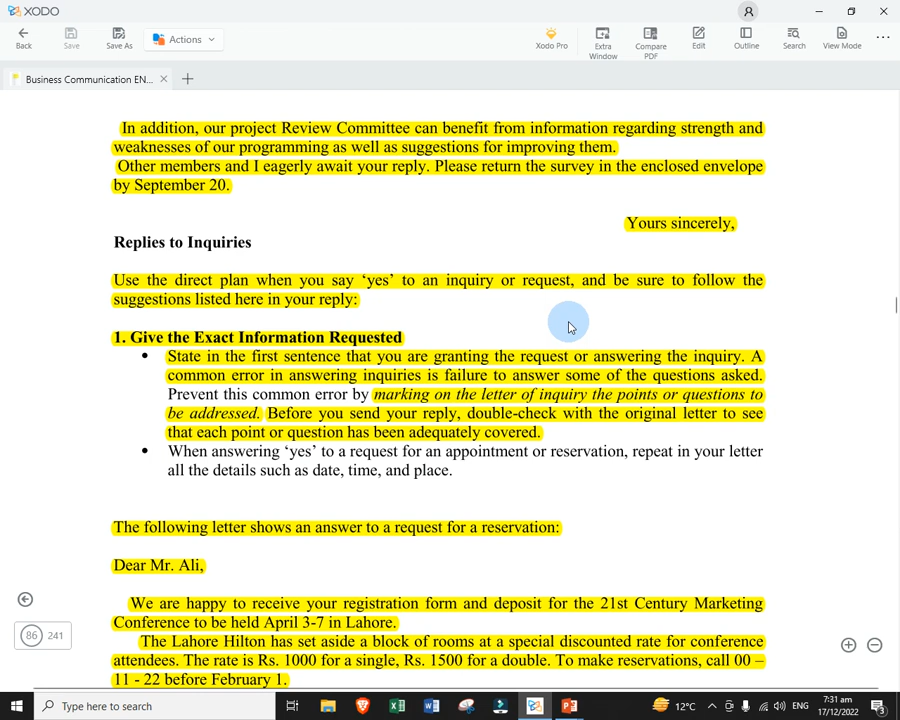 XODO
Back
Save
Save As
Actions
Xodo Pro
Extra Window
Compare PDF
Edit
Outline
Search
View Mode
Business Communication EN...
In addition, our project Review Committee can benefit from information regarding strength and
weaknesses of our programming as well as suggestions for improving them.
Other members and I eagerly await your reply. Please return the survey in the enclosed envelope
by September 20.
Yours sincerely,
Replies to Inquiries
Use the direct plan when you say ‘yes’ to an inquiry or request, and be sure to follow the
suggestions listed here in your reply:
1. Give the Exact Information Requested
• State in the first sentence that you are granting the request or answering the inquiry. A
common error in answering inquiries is failure to answer some of the questions asked.
Prevent this common error by marking on the letter of inquiry the points or questions to
be addressed. Before you send your reply, double-check with the original letter to see
that each point or question has been adequately covered.
• When answering ‘yes’ to a request for an appointment or reservation, repeat in your letter
all the details such as date, time, and place.
The following letter shows an answer to a request for a reservation:
Dear Mr. Ali,
We are happy to receive your registration form and deposit for the 21st Century Marketing
Conference to be held April 3-7 in Lahore.
The Lahore Hilton has set aside a block of rooms at a special discounted rate for conference
attendees. The rate is Rs. 1000 for a single, Rs. 1500 for a double. To make reservations, call 00 –
11 - 22 before February 1.
86 241
Type here to search
12°C
ENG
7:31 am
17/12/2022
3